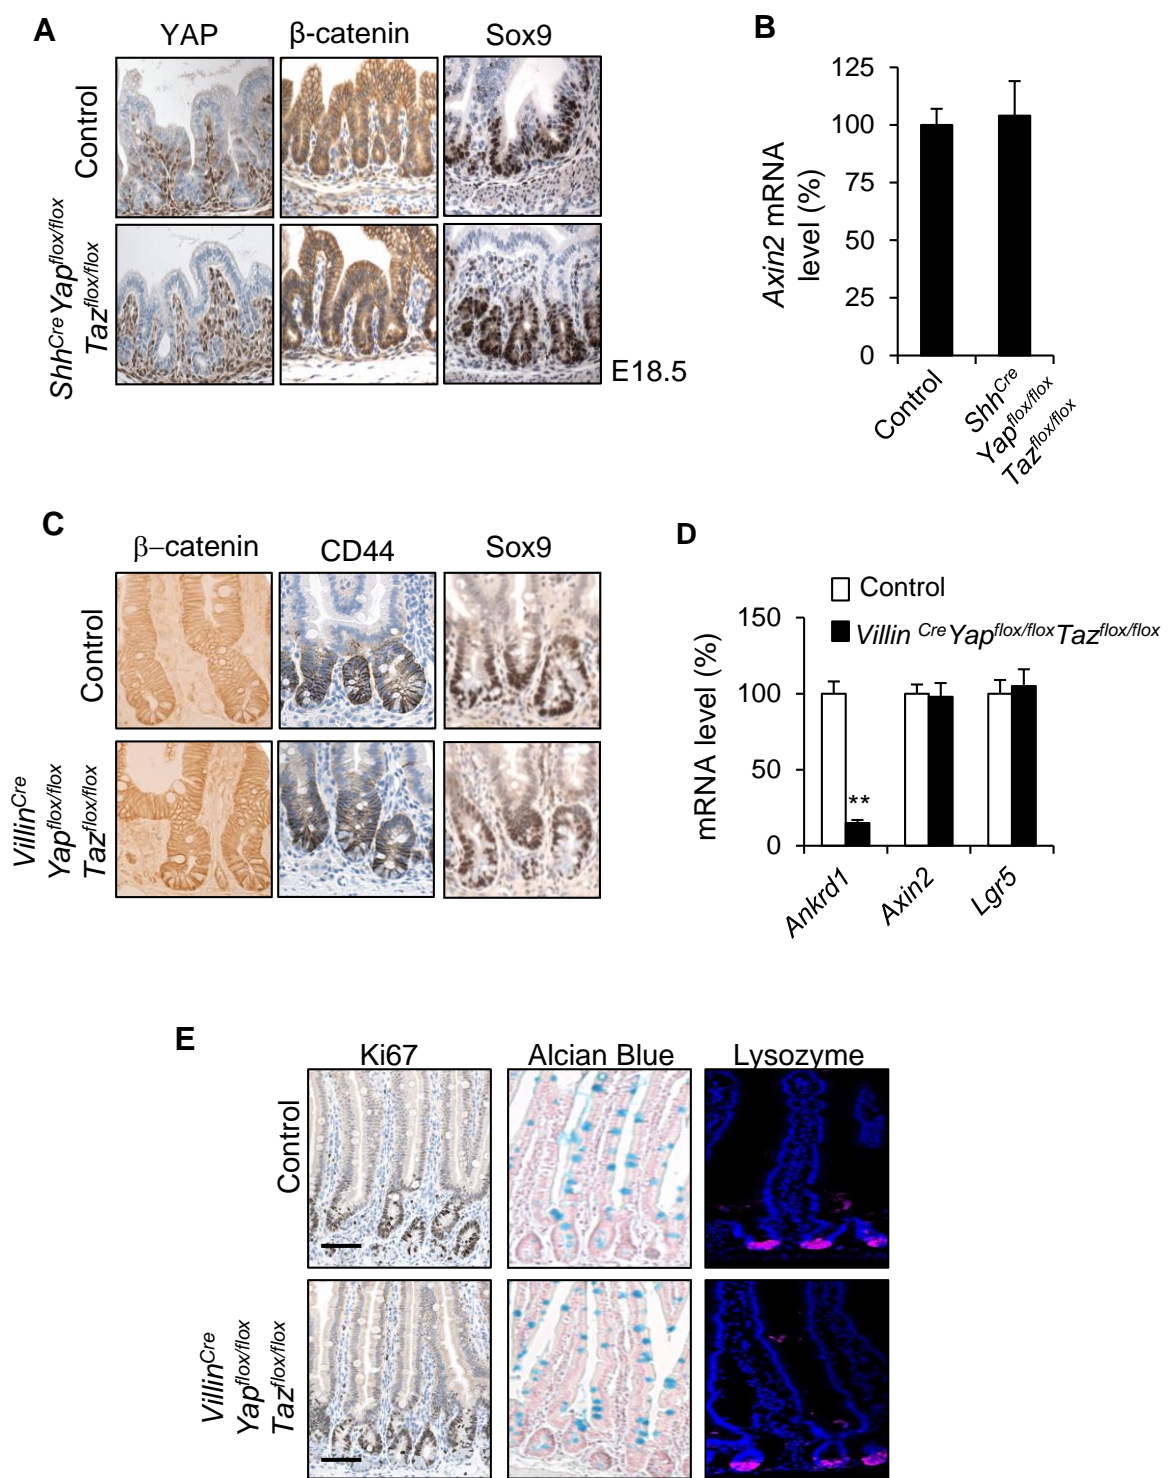 A
YAP β-catenin Sox9
Control
Shh^Cre Yap^flox/flox
Taz^flox/flox
E18.5
B
Axin2 mRNA
level (%)
125
100
75
50
25
0
Control
Shh^Cre
Yap^flox/flox
Taz^flox/flox
C
β–catenin CD44 Sox9
Control
Villin^Cre
Yap^flox/flox
Taz^flox/flox
D
Control
Villin ^Cre Yap^flox/flox Taz^flox/flox
mRNA level (%)
150
100
50
0
**
Ankrd1
Axin2
Lgr5
E
Ki67 Alcian Blue Lysozyme
Control
Villin^Cre
Yap^flox/flox
Taz^flox/flox